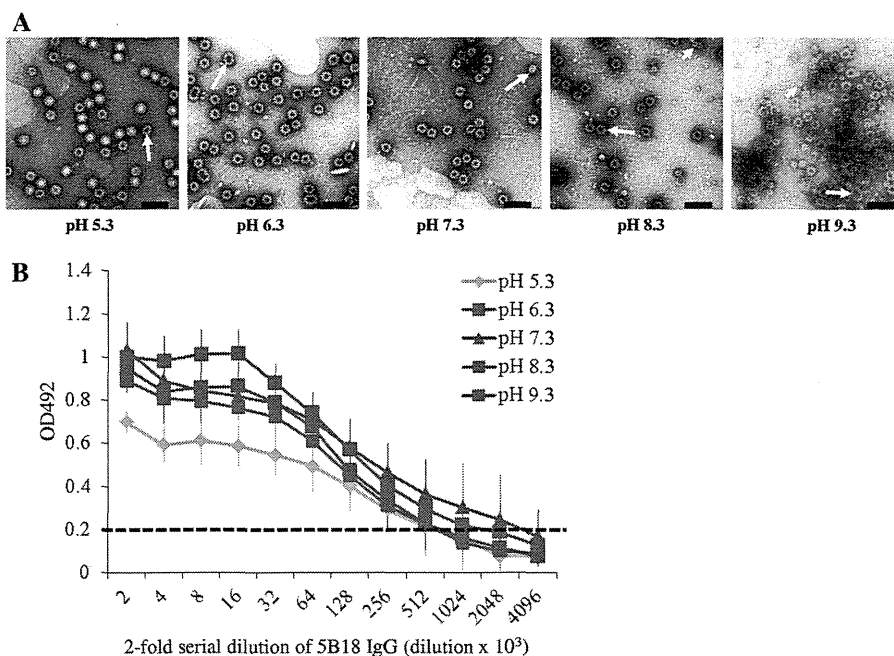 A
pH 5.3
pH 6.3
pH 7.3
pH 8.3
pH 9.3
B
1.4
1.2
1
0.8
0.6
0.4
0.2
0
OD492
2
4
8
16
32
64
128
256
512
1024
2048
4096
2-fold serial dilution of 5B18 IgG (dilution x 10³)
pH 5.3
pH 6.3
pH 7.3
pH 8.3
pH 9.3